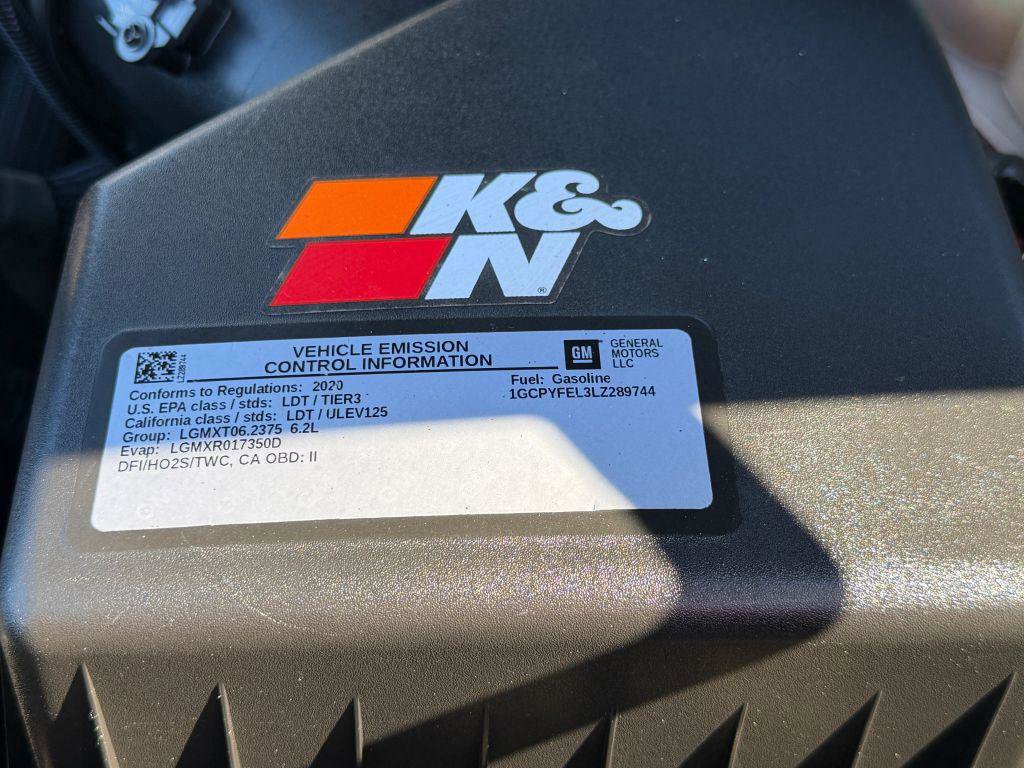 K&
N®
LZ289744
VEHICLE EMISSION
CONTROL INFORMATION
GM
GENERAL
MOTORS
LLC
Conforms to Regulations: 2020
U.S. EPA class / stds: LDT / TIER3
California class / stds: LDT / ULEV125
Group: LGMXT06.2375 6.2L
Evap: LGMXR017350D
DFI/HO2S/TWC, CA OBD: II
Fuel: Gasoline
1GCPYFEL3LZ289744